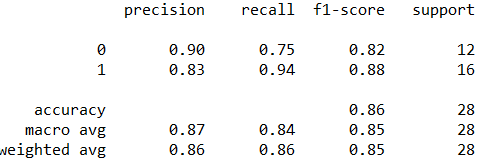 precision recall f1-score support
0 0.90 0.75 0.82 12
1 0.83 0.94 0.88 16
accuracy 0.86 28
macro avg 0.87 0.84 0.85 28
weighted avg 0.86 0.86 0.85 28